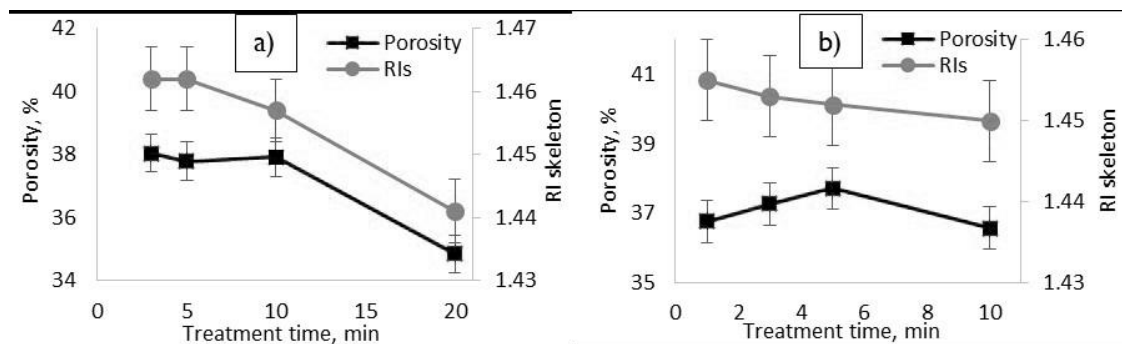 a)
Porosity
RIs
42
40
38
36
34
Porosity, %
1.47
1.46
1.45
1.44
1.43
RI skeleton
0
5
10
15
20
Treatment time, min
b)
Porosity
RIs
41
39
37
35
Porosity, %
1.46
1.45
1.44
1.43
RI skeleton
0
2
4
6
8
10
Treatment time, min